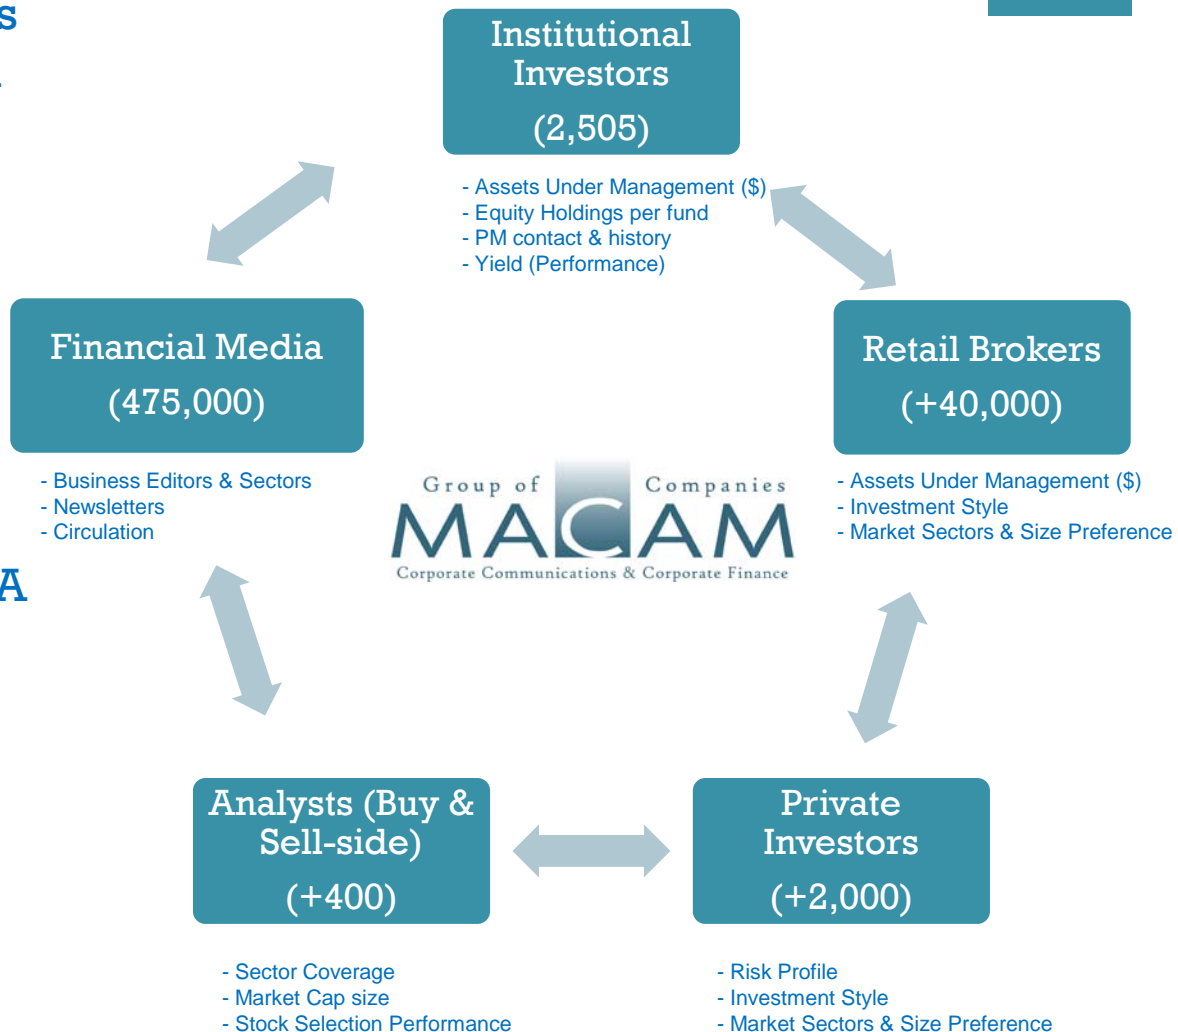 s
Institutional
Investors
(2,505)
- Assets Under Management ($)
- Equity Holdings per fund
- PM contact & history
- Yield (Performance)
Financial Media
(475,000)
- Business Editors & Sectors
- Newsletters
- Circulation
Retail Brokers
(+40,000)
- Assets Under Management ($)
- Investment Style
- Market Sectors & Size Preference
Group of Companies
MACAM
Corporate Communications & Corporate Finance
A
Analysts (Buy &
Sell-side)
(+400)
- Sector Coverage
- Market Cap size
- Stock Selection Performance
Private
Investors
(+2,000)
- Risk Profile
- Investment Style
- Market Sectors & Size Preference